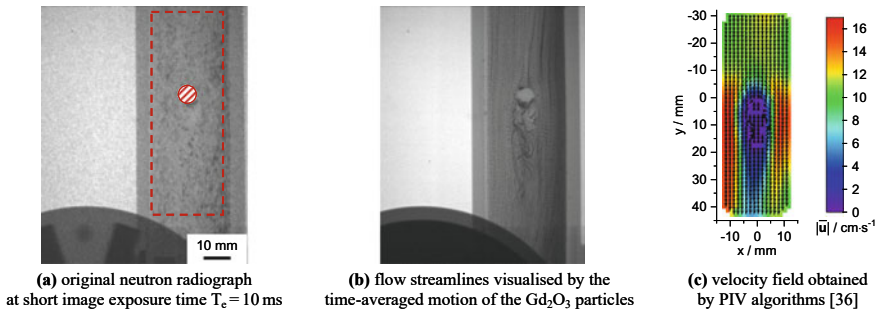 10 mm
-30
-20
-10
0
10
20
30
40
y / mm
-10 0 10
x / mm
16
14
12
10
8
6
4
2
0
|u̅| / cm·s⁻¹
(a) original neutron radiograph
at short image exposure time Tₑ = 10 ms
(b) flow streamlines visualised by the
time-averaged motion of the Gd₂O₃ particles
(c) velocity field obtained
by PIV algorithms [36]